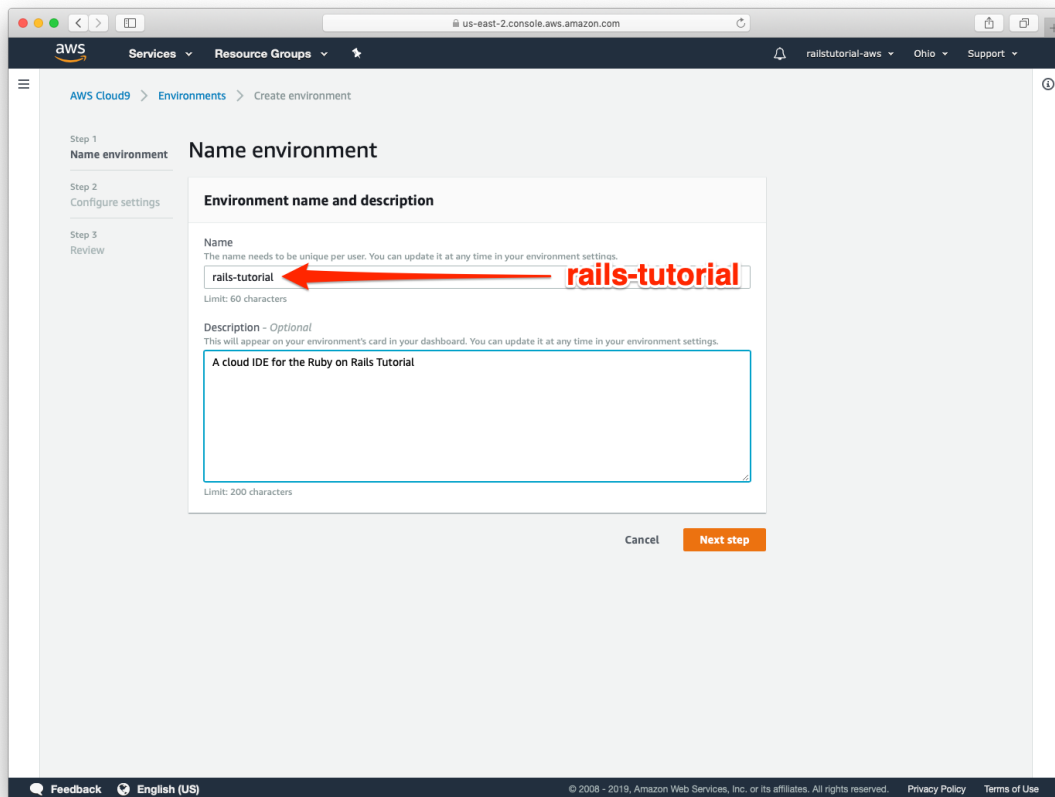 us-east-2.console.aws.amazon.com
aws Services Resource Groups railstutorial-aws Ohio Support
AWS Cloud9 > Environments > Create environment
Step 1
Name environment
Step 2
Configure settings
Step 3
Review
Name environment
Environment name and description
Name
The name needs to be unique per user. You can update it at any time in your environment settings.
rails-tutorial
rails-tutorial
Limit: 60 characters
Description - Optional
This will appear on your environment's card in your dashboard. You can update it at any time in your environment settings.
A cloud IDE for the Ruby on Rails Tutorial
Limit: 200 characters
Cancel Next step
Feedback English (US) © 2008 - 2019, Amazon Web Services, Inc. or its affiliates. All rights reserved. Privacy Policy Terms of Use